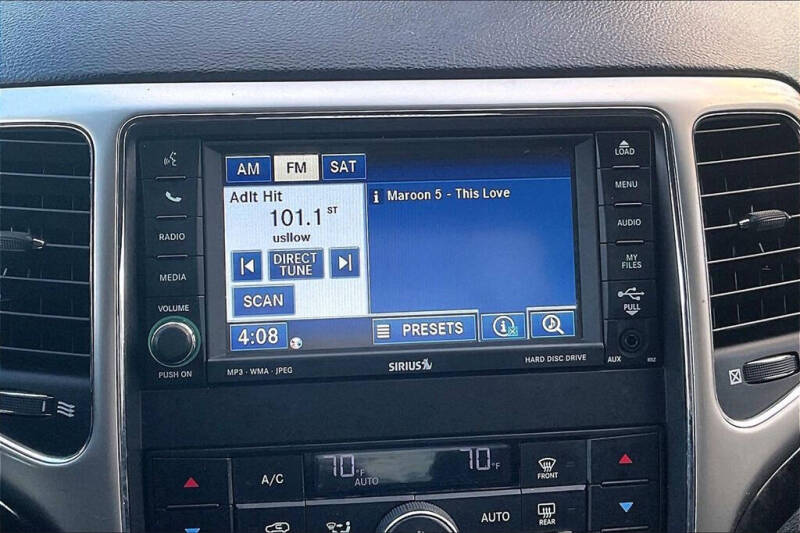 AM FM SAT
Adlt Hit
101.1 ST
usllow
DIRECT
TUNE
SCAN
4:08
i Maroon 5 - This Love
PRESETS
RADIO
MEDIA
VOLUME
PUSH ON
LOAD
MENU
AUDIO
MY
FILES
PULL
AUX
MP3 · WMA · JPEG
SIRIUS
HARD DISC DRIVE
A/C
70°F
AUTO
70°F
AUTO
FRONT
REAR